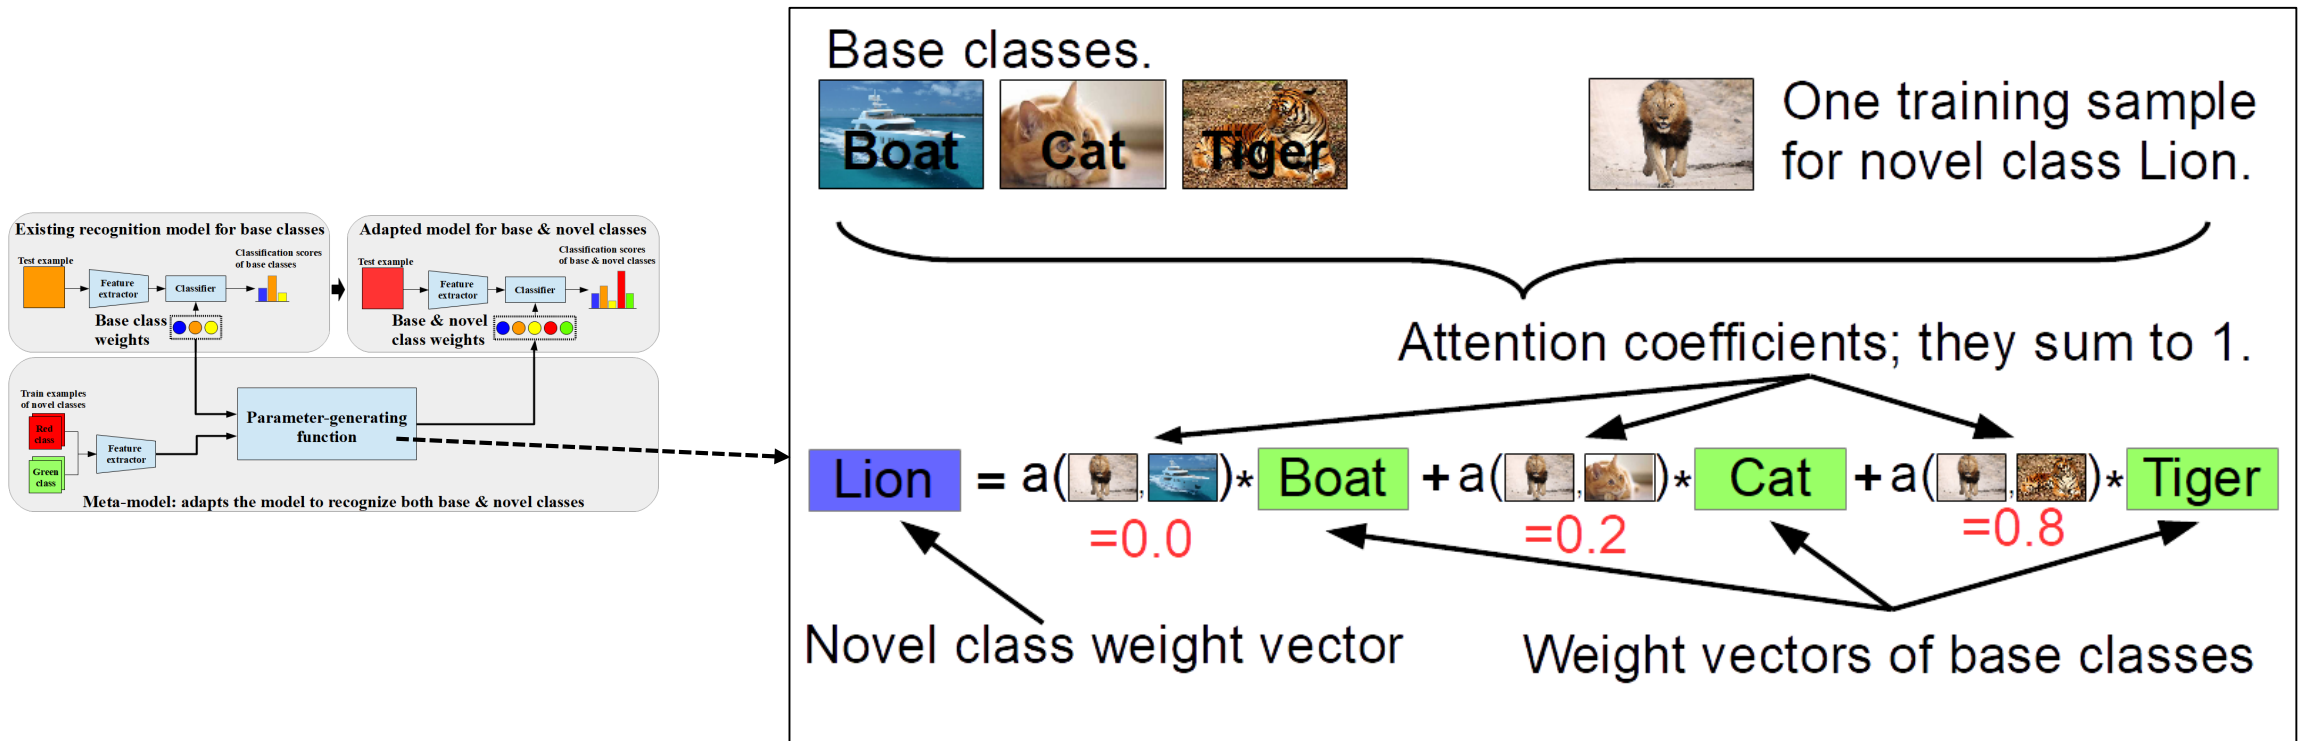 Existing recognition model for base classes
Test example
Feature
extractor
Classifier
Classification scores
of base classes
Base class
weights
Adapted model for base & novel classes
Test example
Feature
extractor
Classifier
Classification scores
of base & novel classes
Base & novel
class weights
Train examples
of novel classes
Red
class
Green
class
Feature
extractor
Parameter-generating
function
Meta-model: adapts the model to recognize both base & novel classes
Base classes.
Boat
Cat
Tiger
One training sample
for novel class Lion.
Attention coefficients; they sum to 1.
Lion = a( , )* Boat + a( , )* Cat + a( , )* Tiger
=0.0 =0.2 =0.8
Novel class weight vector
Weight vectors of base classes